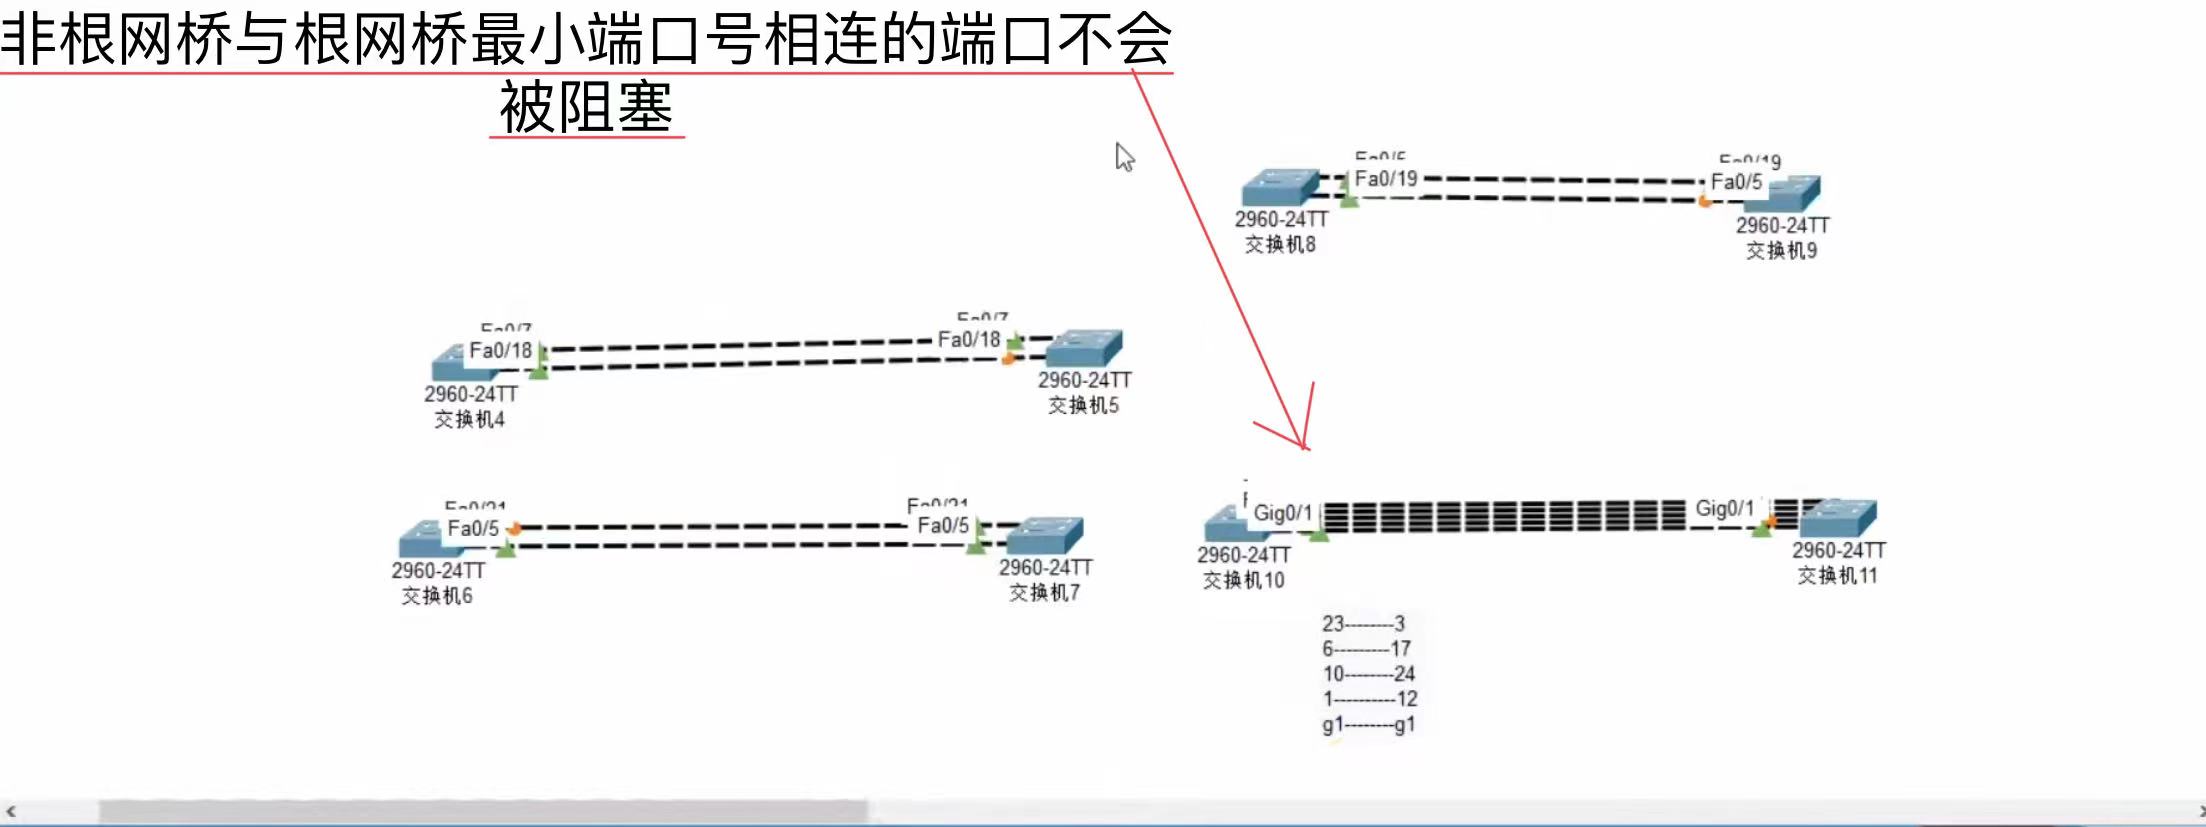 非根网桥与根网桥最小端口号相连的端口不会
被阻塞
Fa0/5
Fa0/19
Fa0/19
Fa0/5
2960-24TT
交换机8
2960-24TT
交换机9
Fa0/7
Fa0/18
Fa0/7
Fa0/18
2960-24TT
交换机4
2960-24TT
交换机5
Fa0/21
Fa0/5
Fa0/21
Fa0/5
2960-24TT
交换机6
2960-24TT
交换机7
Gig0/1
Gig0/1
2960-24TT
交换机10
2960-24TT
交换机11
23--------3
6---------17
10--------24
1----------12
g1--------g1